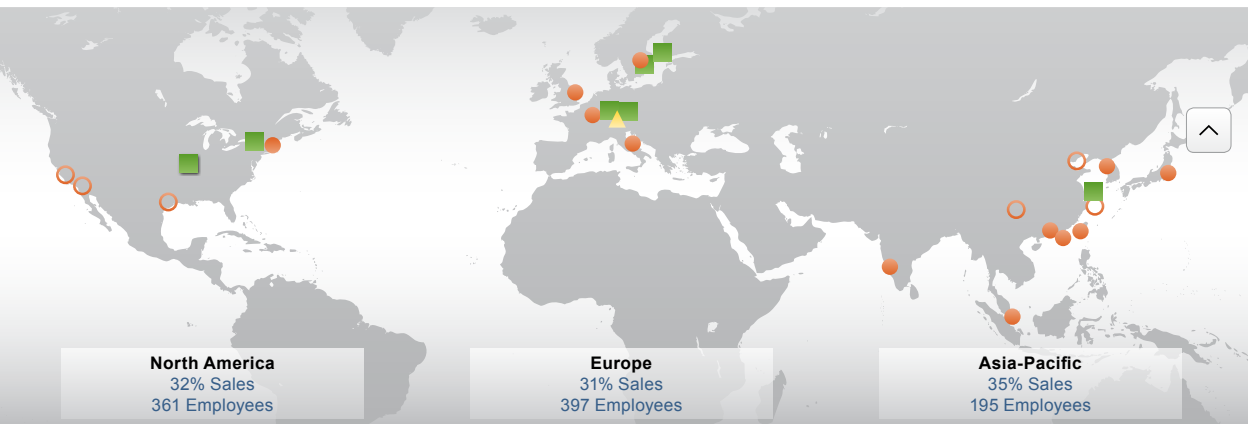 North America
32% Sales
361 Employees
Europe
31% Sales
397 Employees
Asia-Pacific
35% Sales
195 Employees